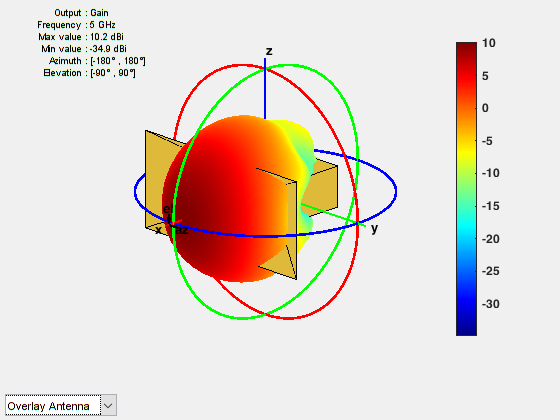 Output : Gain
Frequency : 5 GHz
Max value : 10.2 dBi
Min value : -34.9 dBi
Azimuth : [-180° , 180°]
Elevation : [-90° , 90°]
z
y
x
az
10
5
0
-5
-10
-15
-20
-25
-30
Overlay Antenna